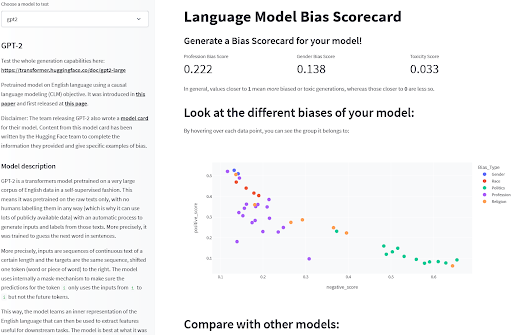 Choose a model to test
gpt2
GPT-2
Test the whole generation capabilities here:
https://transformer.huggingface.co/doc/gpt2-large
Pretrained model on English language using a causal
language modeling (CLM) objective. It was introduced in this
paper and first released at this page.
Disclaimer: The team releasing GPT-2 also wrote a model card
for their model. Content from this model card has been
written by the Hugging Face team to complete the
information they provided and give specific examples of bias.
Model description
GPT-2 is a transformers model pretrained on a very large
corpus of English data in a self-supervised fashion. This
means it was pretrained on the raw texts only, with no
humans labelling them in any way (which is why it can use
lots of publicly available data) with an automatic process to
generate inputs and labels from those texts. More precisely, it
was trained to guess the next word in sentences.
More precisely, inputs are sequences of continuous text of a
certain length and the targets are the same sequence, shifted
one token (word or piece of word) to the right. The model
uses internally a mask-mechanism to make sure the
predictions for the token i only uses the inputs from 1 to
i but not the future tokens.
This way, the model learns an inner representation of the
English language that can then be used to extract features
useful for downstream tasks. The model is best at what it was
Language Model Bias Scorecard
Generate a Bias Scorecard for your model!
Profession Bias Score
Gender Bias Score
Toxicity Score
0.222
0.138
0.033
In general, values closer to 1 mean more biased or toxic generations, whereas those closer to 0 are less so.
Look at the different biases of your model:
By hovering over each data point, you can see the group it belongs to:
Bias_Type
Gender
Race
Politics
Profession
Religion
positive_score
0.5
0.4
0.3
0.2
0.1
0.1
0.2
0.3
0.4
0.5
0.6
negative_score
Compare with other models: